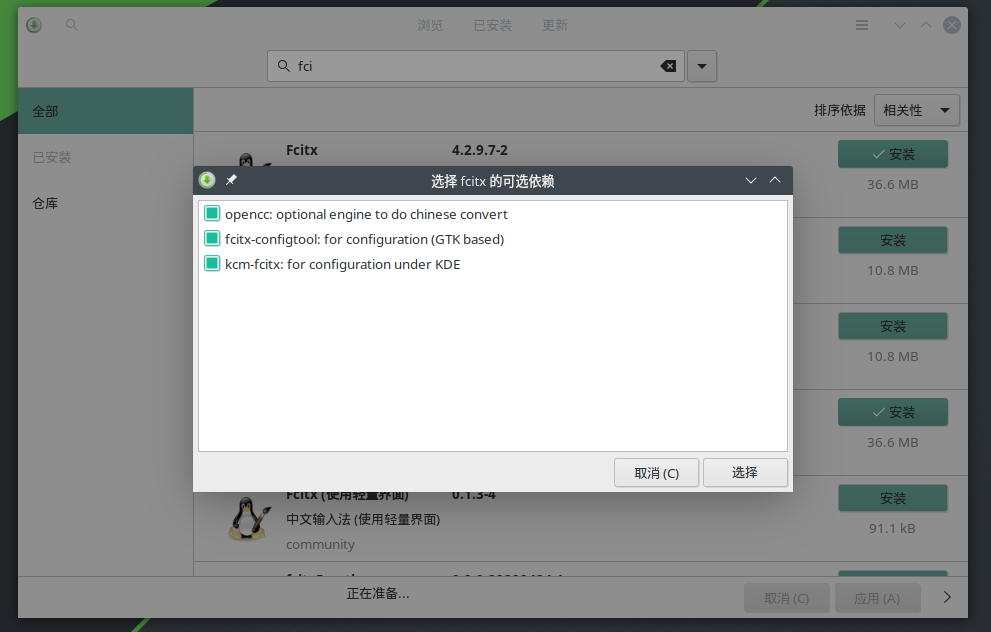 浏览 已安装 更新
fci
全部
排序依据 相关性
已安装
Fcitx 4.2.9.7-2
安装
36.6 MB
选择 fcitx 的可选依赖
仓库
opencc: optional engine to do chinese convert
fcitx-configtool: for configuration (GTK based)
kcm-fcitx: for configuration under KDE
安装
10.8 MB
安装
10.8 MB
安装
36.6 MB
取消 (C) 选择
Fcitx (使用轻量界面) 0.1.3-4
中文输入法 (使用轻量界面)
community
安装
91.1 kB
正在准备...
取消 (C) 应用 (A)